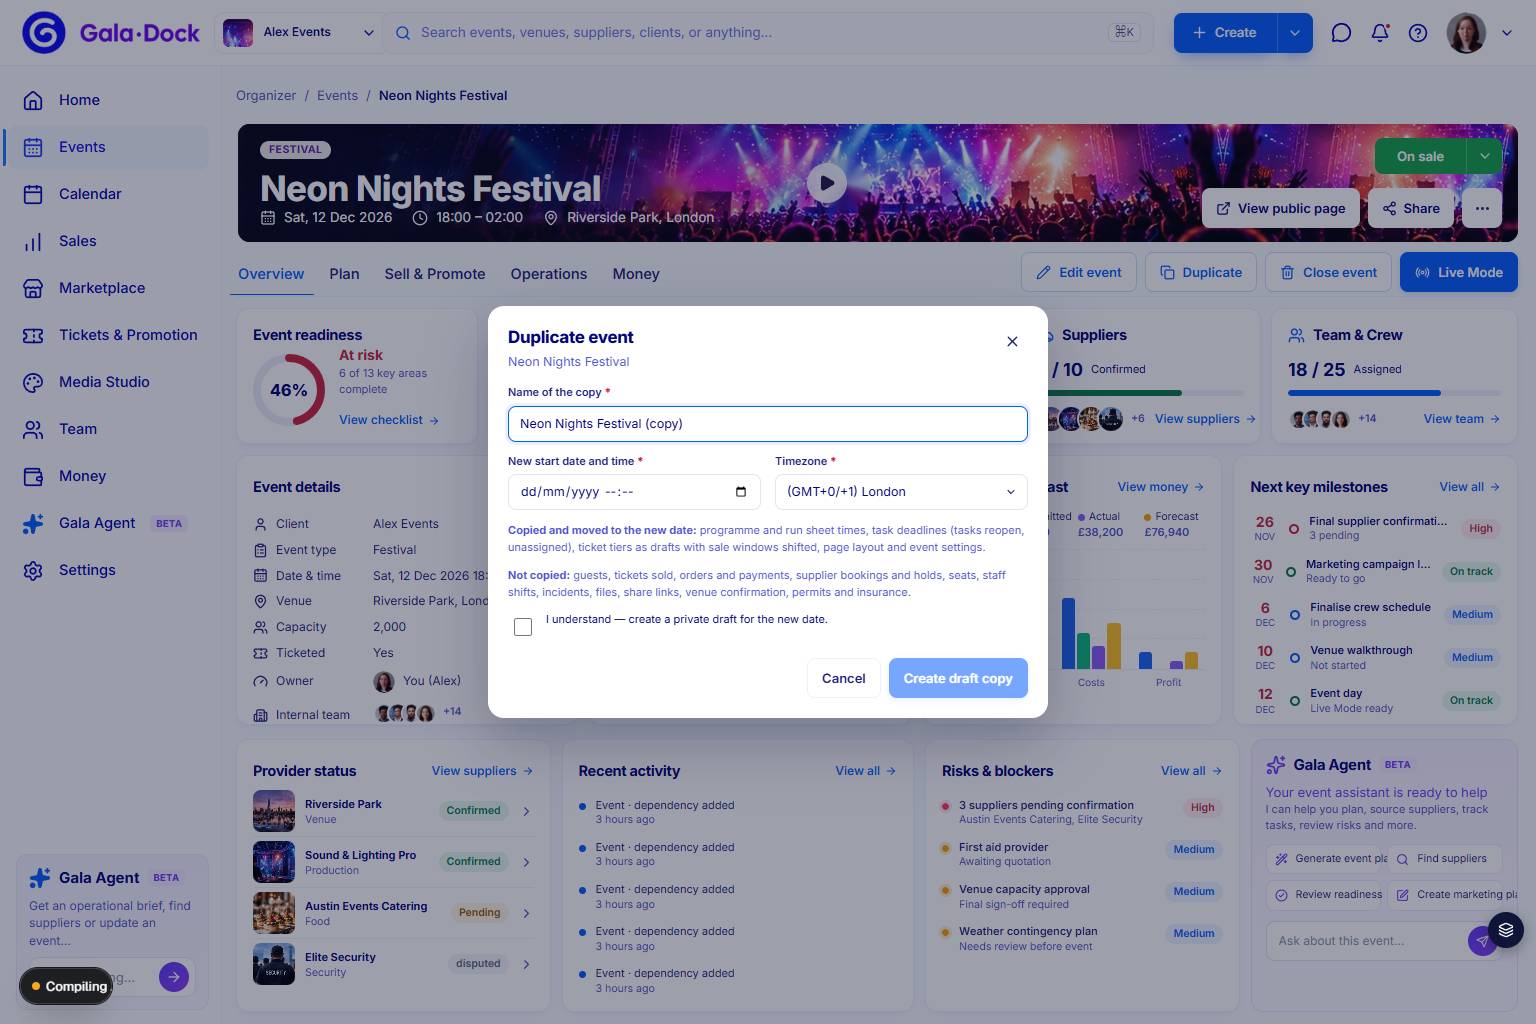 Gala·Dock
Alex Events
Search events, venues, suppliers, clients, or anything...
⌘K
Create
Home
Events
Calendar
Sales
Marketplace
Tickets & Promotion
Media Studio
Team
Money
Gala Agent BETA
Settings
Gala Agent BETA
Get an operational brief, find
suppliers or update an
event...
Compiling
Organizer / Events / Neon Nights Festival
FESTIVAL
Neon Nights Festival
Sat, 12 Dec 2026 18:00 – 02:00 Riverside Park, London
On sale
View public page
Share
Overview
Plan
Sell & Promote
Operations
Money
Edit event
Duplicate
Close event
Live Mode
Event readiness
46%
At risk
6 of 13 key areas
complete
View checklist
Suppliers
/ 10 Confirmed
+6 View suppliers
Team & Crew
18 / 25 Assigned
+14 View team
Duplicate event
Neon Nights Festival
Name of the copy *
Neon Nights Festival (copy)
New start date and time *
dd/mm/yyyy --:--
Timezone *
(GMT+0/+1) London
Copied and moved to the new date: programme and run sheet times, task deadlines (tasks reopen,
unassigned), ticket tiers as drafts with sale windows shifted, page layout and event settings.
Not copied: guests, tickets sold, orders and payments, supplier bookings and holds, seats, staff
shifts, incidents, files, share links, venue confirmation, permits and insurance.
I understand — create a private draft for the new date.
Cancel
Create draft copy
Event details
Client Alex Events
Event type Festival
Date & time Sat, 12 Dec 2026 18:
Venue Riverside Park, Lond
Capacity 2,000
Ticketed Yes
Owner You (Alex)
Internal team +14
View money
Actual
£38,200
Forecast
£76,940
Costs
Profit
Next key milestones
View all
26 NOV Final supplier confirmati... High
3 pending
30 NOV Marketing campaign l... On track
Ready to go
6 DEC Finalise crew schedule Medium
In progress
10 DEC Venue walkthrough Medium
Not started
12 DEC Event day On track
Live Mode ready
Provider status
View suppliers
Riverside Park
Venue
Confirmed
Sound & Lighting Pro
Production
Confirmed
Austin Events Catering
Food
Pending
Elite Security
Security
disputed
SECURITY
Recent activity
View all
Event · dependency added
3 hours ago
Event · dependency added
3 hours ago
Event · dependency added
3 hours ago
Event · dependency added
3 hours ago
Event · dependency added
3 hours ago
Risks & blockers
View all
3 suppliers pending confirmation
Austin Events Catering, Elite Security
High
First aid provider
Awaiting quotation
Medium
Venue capacity approval
Final sign-off required
Medium
Weather contingency plan
Needs review before event
Medium
Gala Agent BETA
Your event assistant is ready to help
I can help you plan, source suppliers, track
tasks, review risks and more.
Generate event pla
Find suppliers
Review readiness
Create marketing pla
Ask about this event...